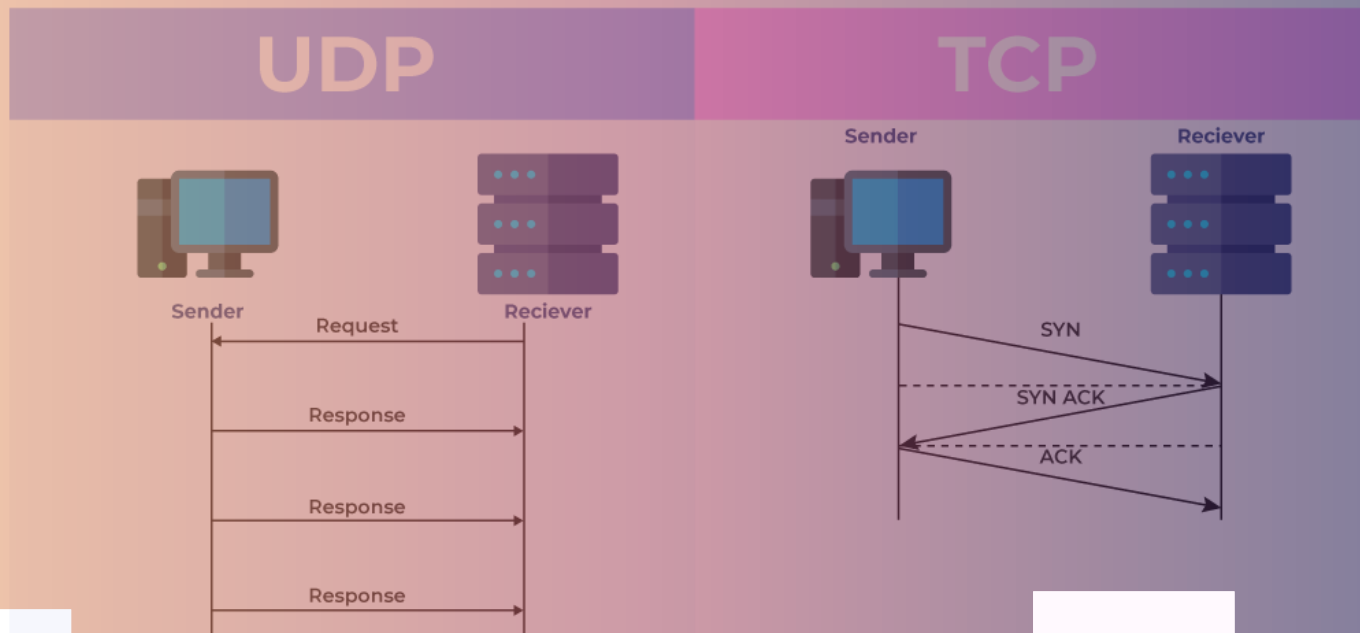 UDP
Sender
Reciever
Request
Response
Response
Response
TCP
Sender
Reciever
SYN
SYN ACK
ACK